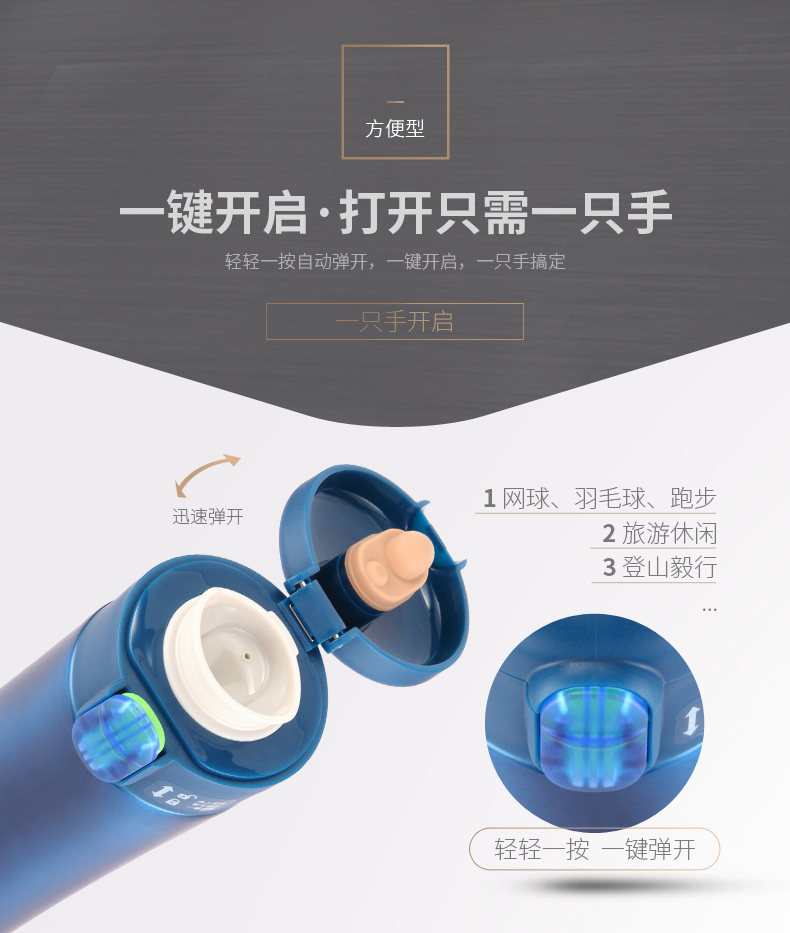 方便型
一键开启·打开只需一只手
轻轻一按自动弹开，一键开启，一只手搞定
一只手开启
迅速弹开
1 网球、羽毛球、跑步
2 旅游休闲
3 登山毅行
...
轻轻一按 一键弹开